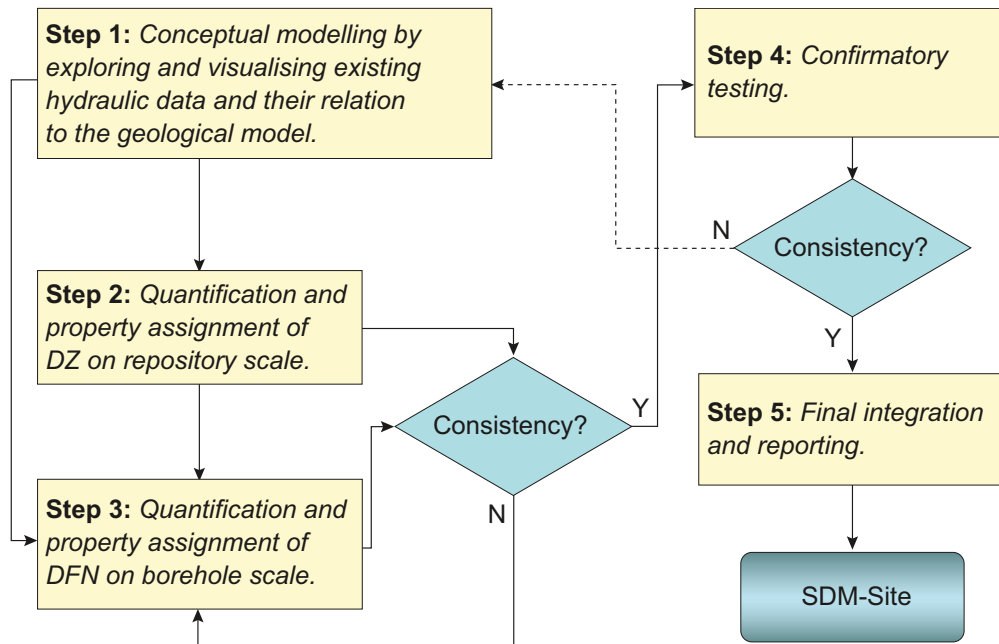 Step 1: Conceptual modelling by
exploring and visualising existing
hydraulic data and their relation
to the geological model.
Step 2: Quantification and
property assignment of
DZ on repository scale.
Step 3: Quantification and
property assignment of
DFN on borehole scale.
Consistency?
Y
N
Step 4: Confirmatory
testing.
Consistency?
N
Y
Step 5: Final integration
and reporting.
SDM-Site